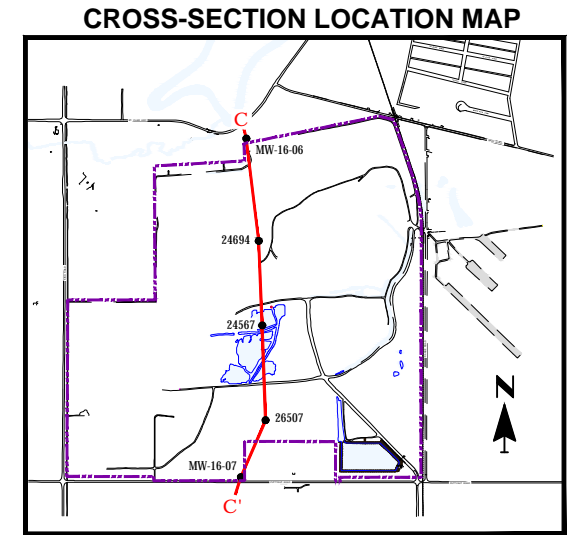 CROSS-SECTION LOCATION MAP
C
MW-16-06
24694
24567
N
26507
MW-16-07
C'